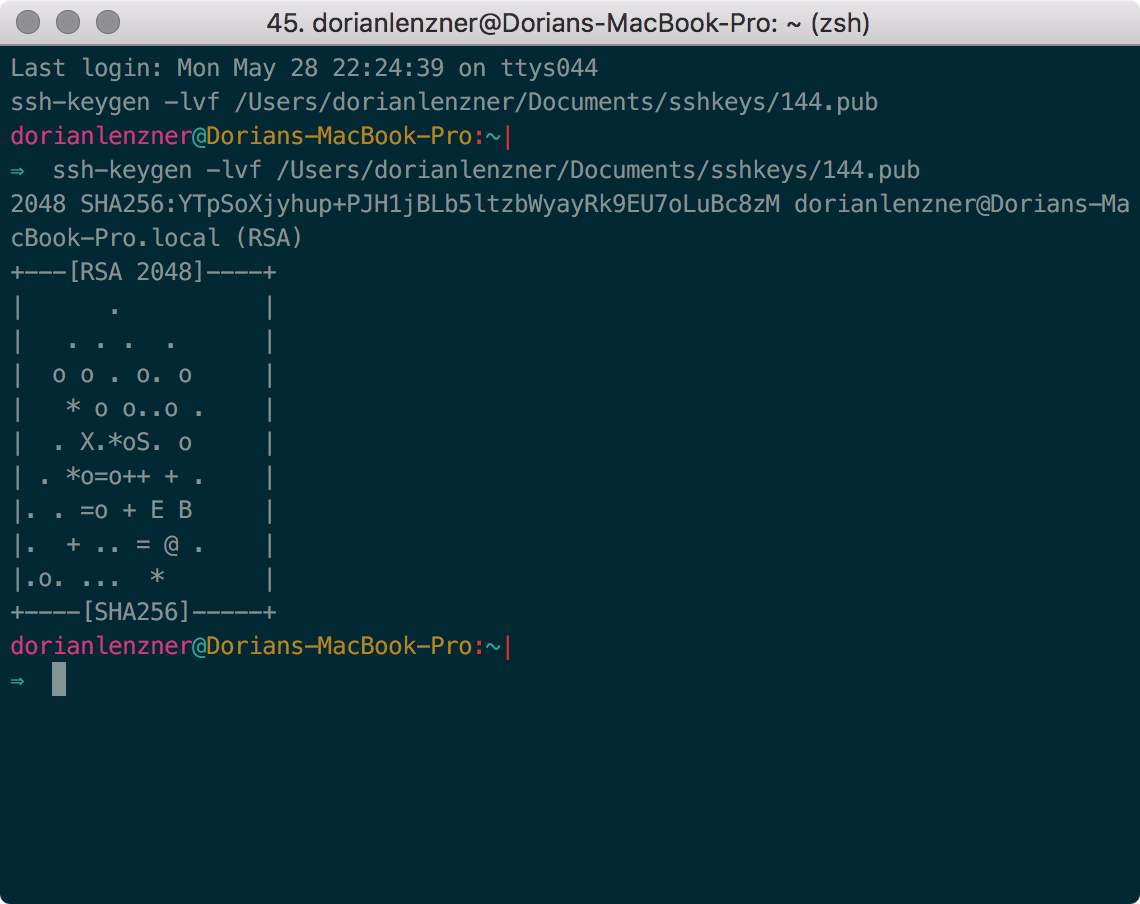 45. dorianlenzner@Dorians-MacBook-Pro: ~ (zsh)
Last login: Mon May 28 22:24:39 on ttys044
ssh-keygen -lvf /Users/dorianlenzner/Documents/sshkeys/144.pub
dorianlenzner@Dorians-MacBook-Pro:~|
⇒  ssh-keygen -lvf /Users/dorianlenzner/Documents/sshkeys/144.pub
2048 SHA256:YTpSoXjyhup+PJH1jBLb5ltzbWyayRk9EU7oLuBc8zM dorianlenzner@Dorians-Ma
cBook-Pro.local (RSA)
+---[RSA 2048]----+
|      .          |
|   . . .  .      |
|  o o . o. o     |
|   * o o..o .    |
|  . X.*oS. o     |
| . *o=o++ + .    |
|. . =o + E B     |
|.  + .. = @ .    |
|.o. ...  *       |
+----[SHA256]-----+
dorianlenzner@Dorians-MacBook-Pro:~|
⇒